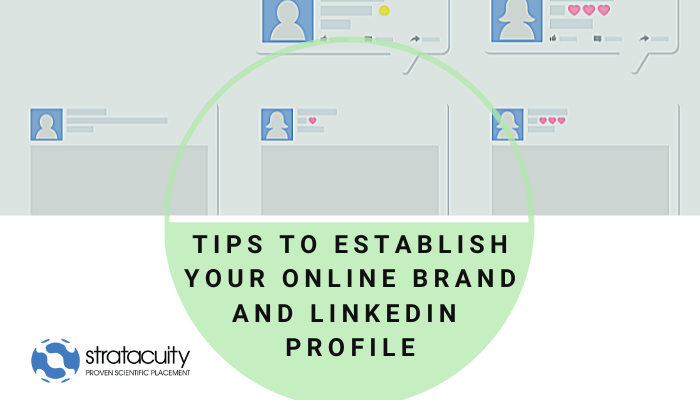 TIPS TO ESTABLISH
YOUR ONLINE BRAND
AND LINKEDIN
PROFILE
stratacuity
PROVEN SCIENTIFIC PLACEMENT